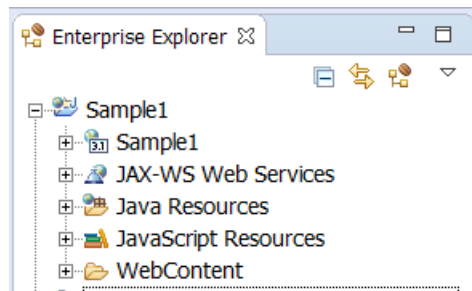 Enterprise Explorer
Sample1
3.1 Sample1
JAX-WS Web Services
Java Resources
JavaScript Resources
WebContent